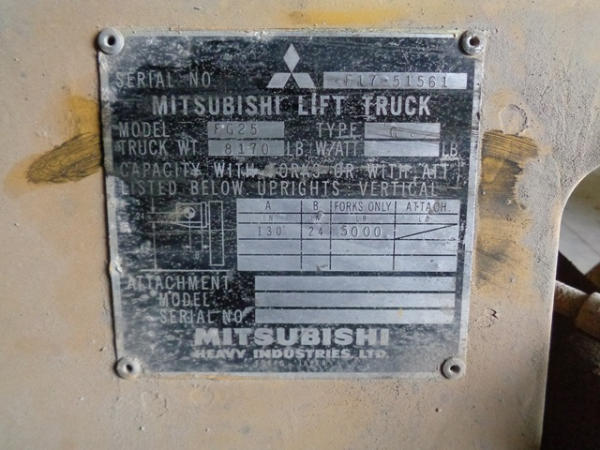 SERIAL NO F17-51561
MITSUBISHI LIFT TRUCK
MODEL FG25 TYPE G
TRUCK WT. 8170 LB. W/ATT LB
CAPACITY WITH FORKS OR WITH ATT.
LISTED BELOW UPRIGHTS VERTICAL
A B FORKS ONLY ATTACH.
IN IN LB LB
24 130 24 5000
ATTACHMENT
MODEL
SERIAL NO
MITSUBISHI
HEAVY INDUSTRIES, LTD.